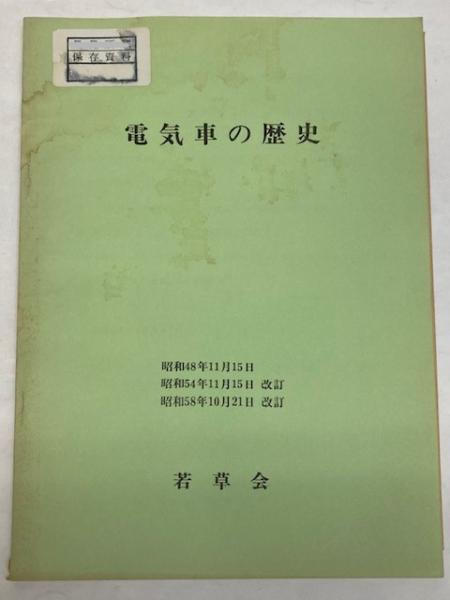 保存資料
電気車の歴史
昭和48年11月15日
昭和54年11月15日 改訂
昭和58年10月21日 改訂
若草会